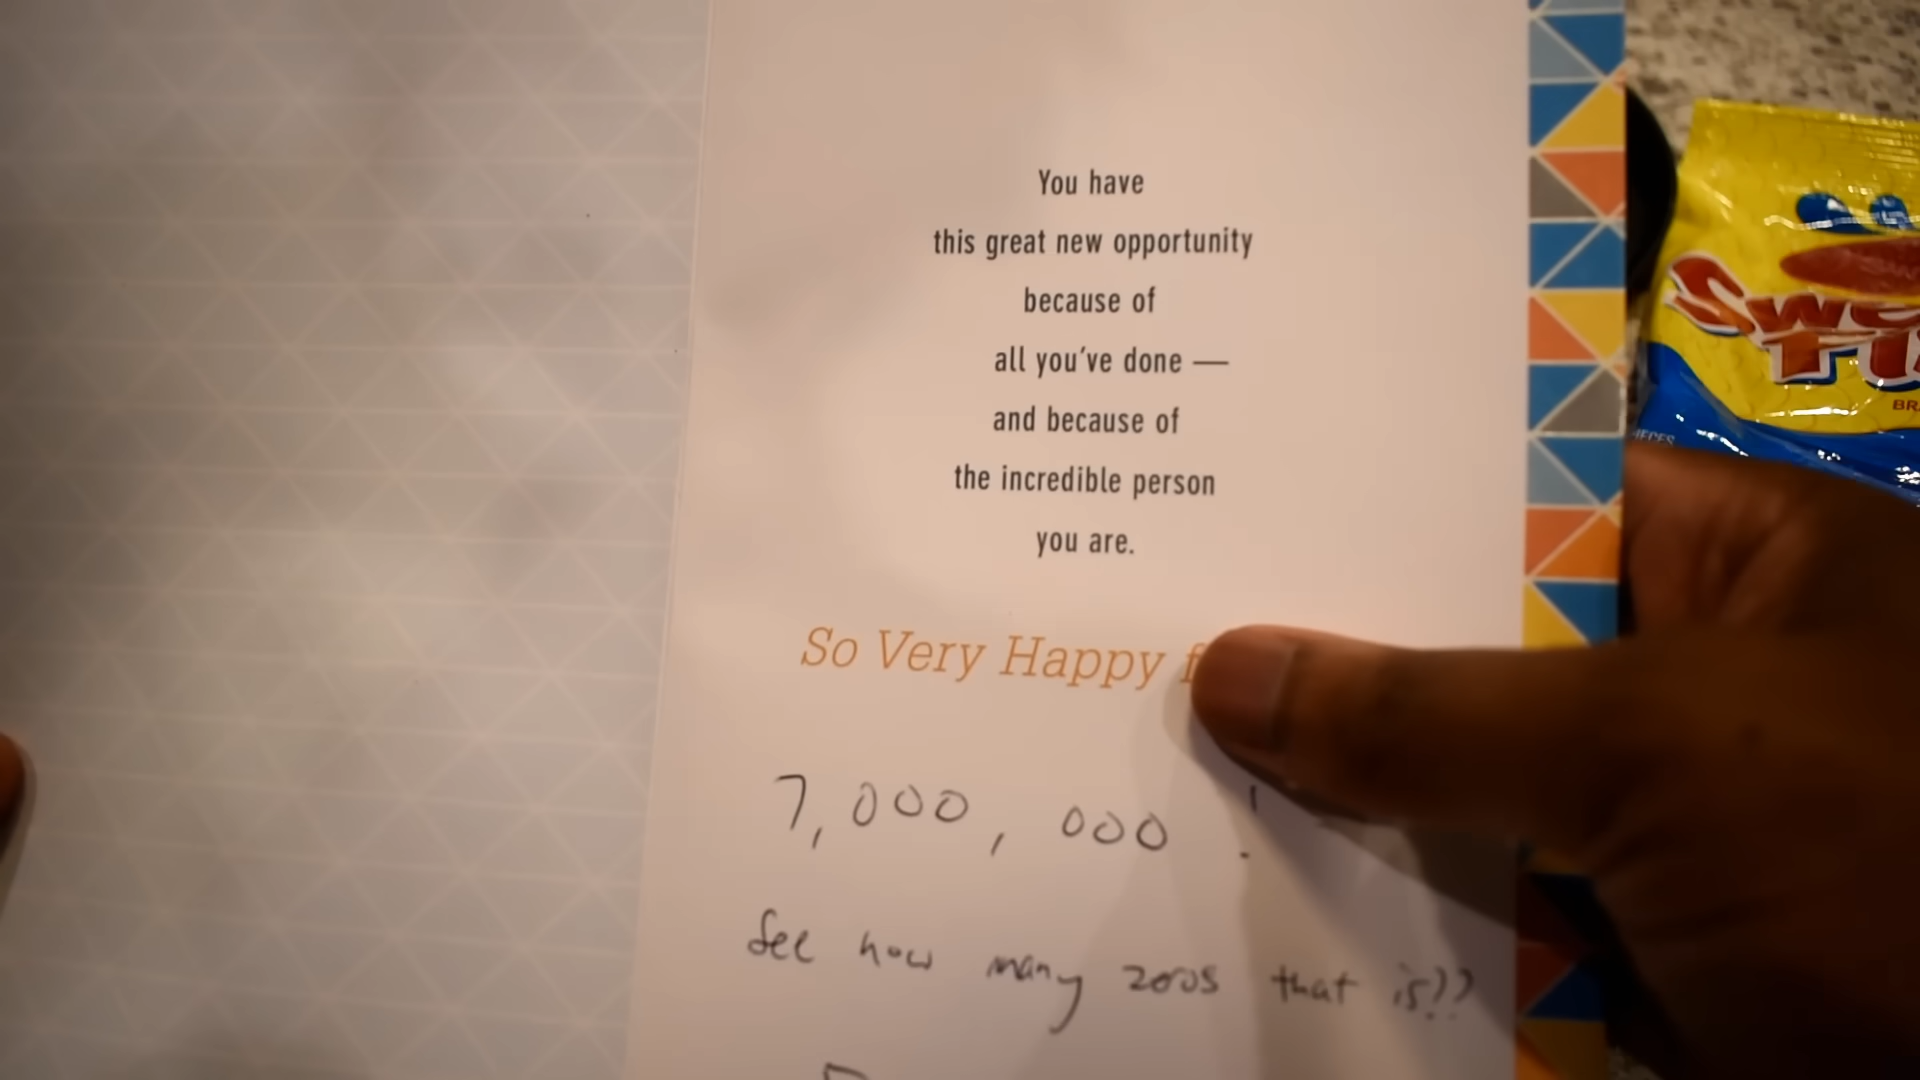 You have
this great new opportunity
because of
all you've done —
and because of
the incredible person
you are.
So Very Happy
7,000,000!
See how many zeros that is??